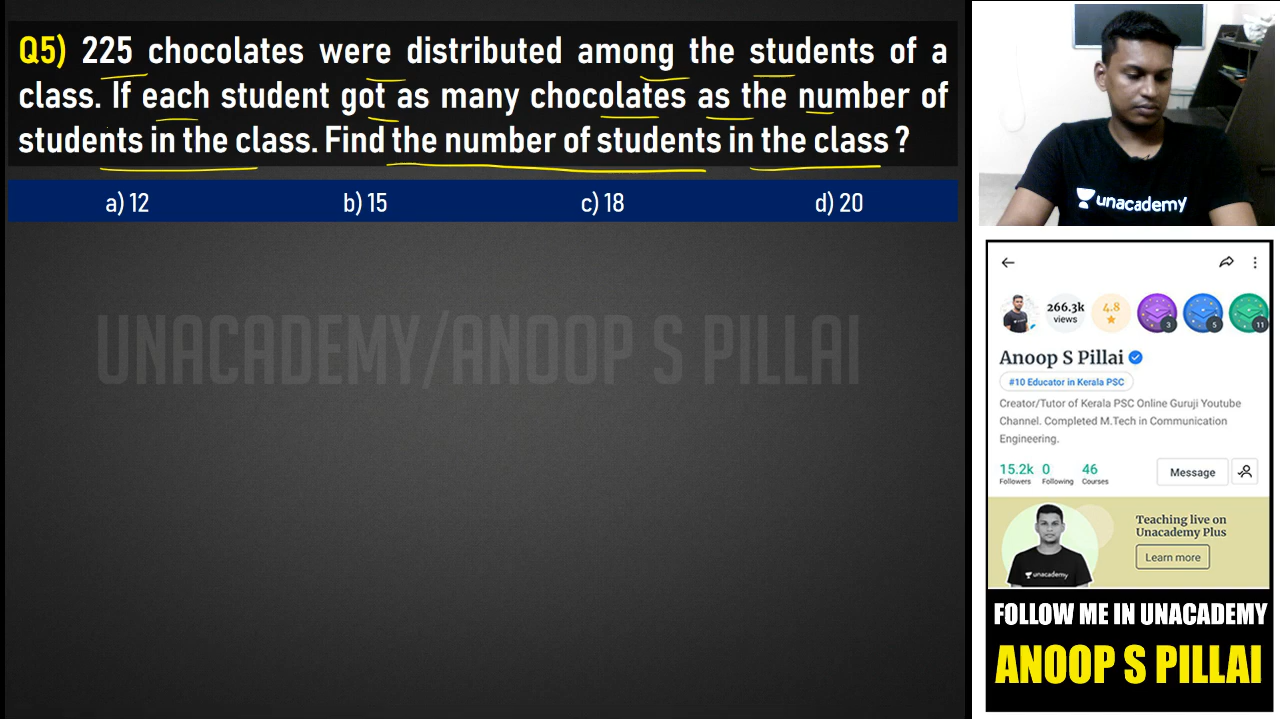 Q5) 225 chocolates were distributed among the students of a
class. If each student got as many chocolates as the number of
students in the class. Find the number of students in the class ?
a) 12 b) 15 c) 18 d) 20
UNACADEMY/ANOOP S PILLAI
unacademy
266.3k
views
4.8
3
5
11
Anoop S Pillai
#10 Educator in Kerala PSC
Creator/Tutor of Kerala PSC Online Guruji Youtube
Channel. Completed M.Tech in Communication
Engineering.
15.2k 0 46
Followers Following Courses
Message
Teaching live on
Unacademy Plus
Learn more
unacademy
FOLLOW ME IN UNACADEMY
ANOOP S PILLAI